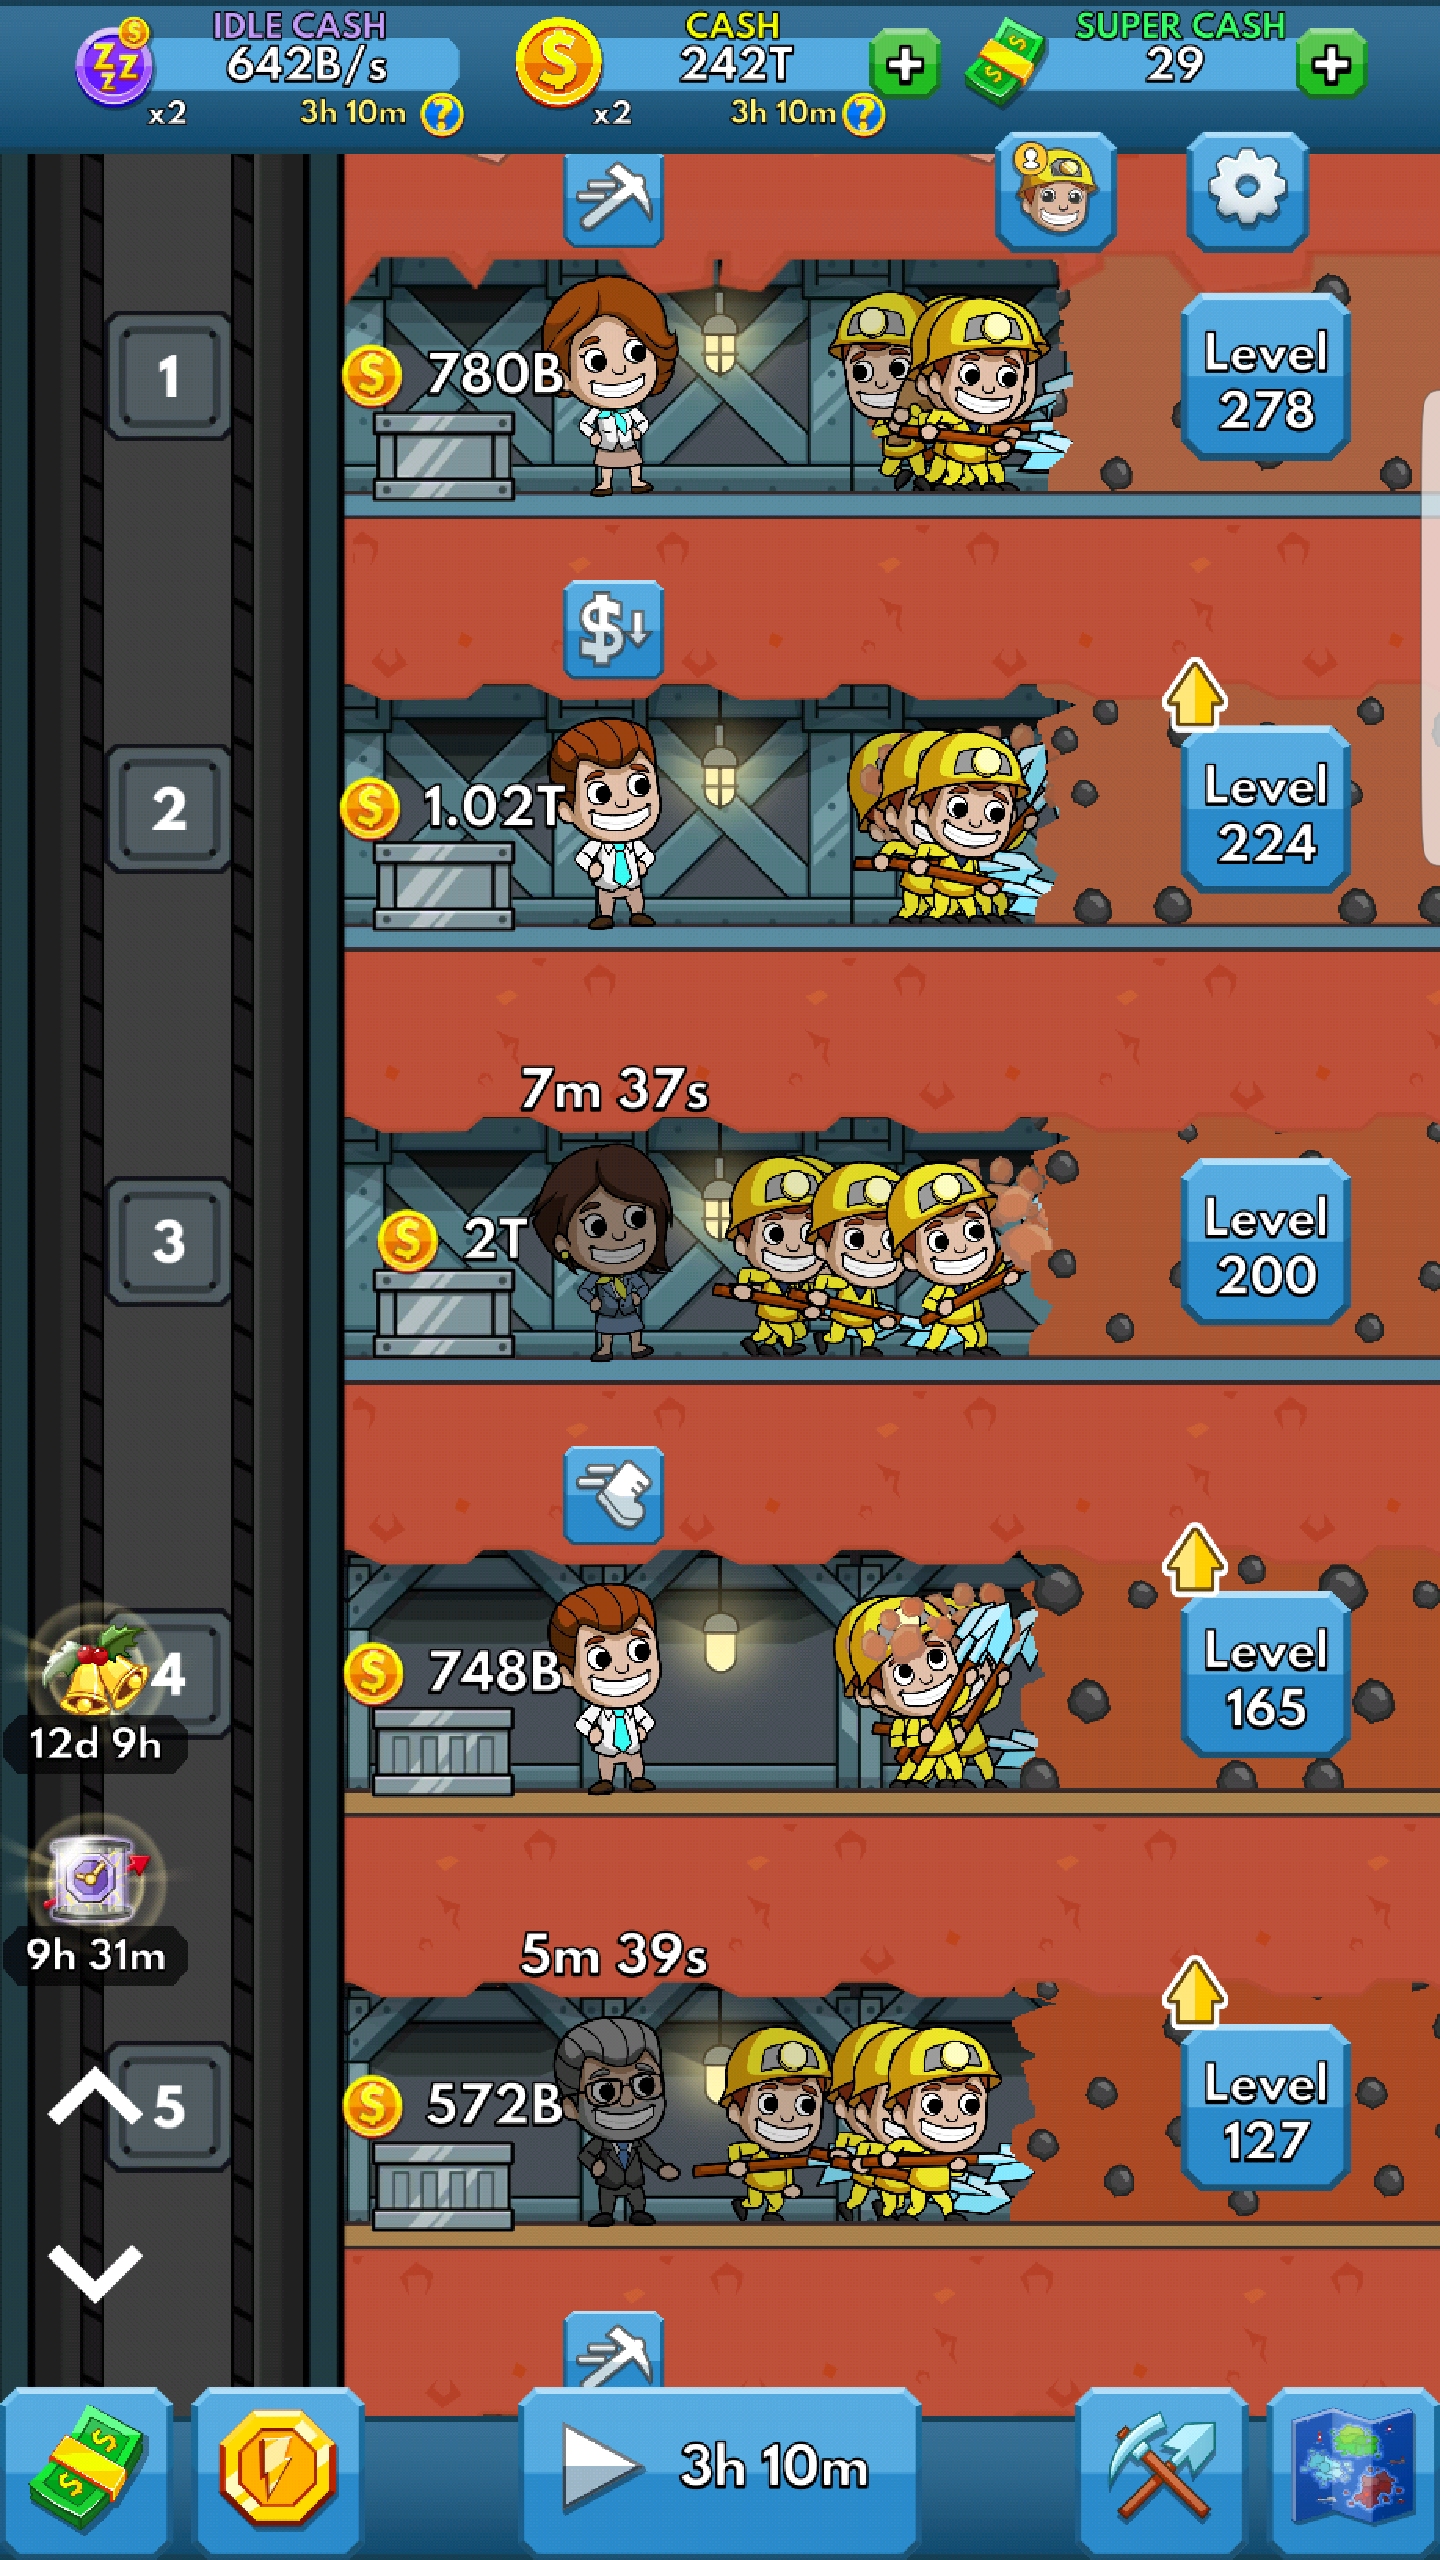 IDLE CASH
642B/s
x2
3h 10m
?
CASH
242T
x2
3h 10m
?
SUPER CASH
29
1
780B
Level
278
2
1.02T
Level
224
7m 37s
3
2T
Level
200
4
748B
Level
165
12d 9h
9h 31m
5m 39s
5
572B
Level
127
3h 10m